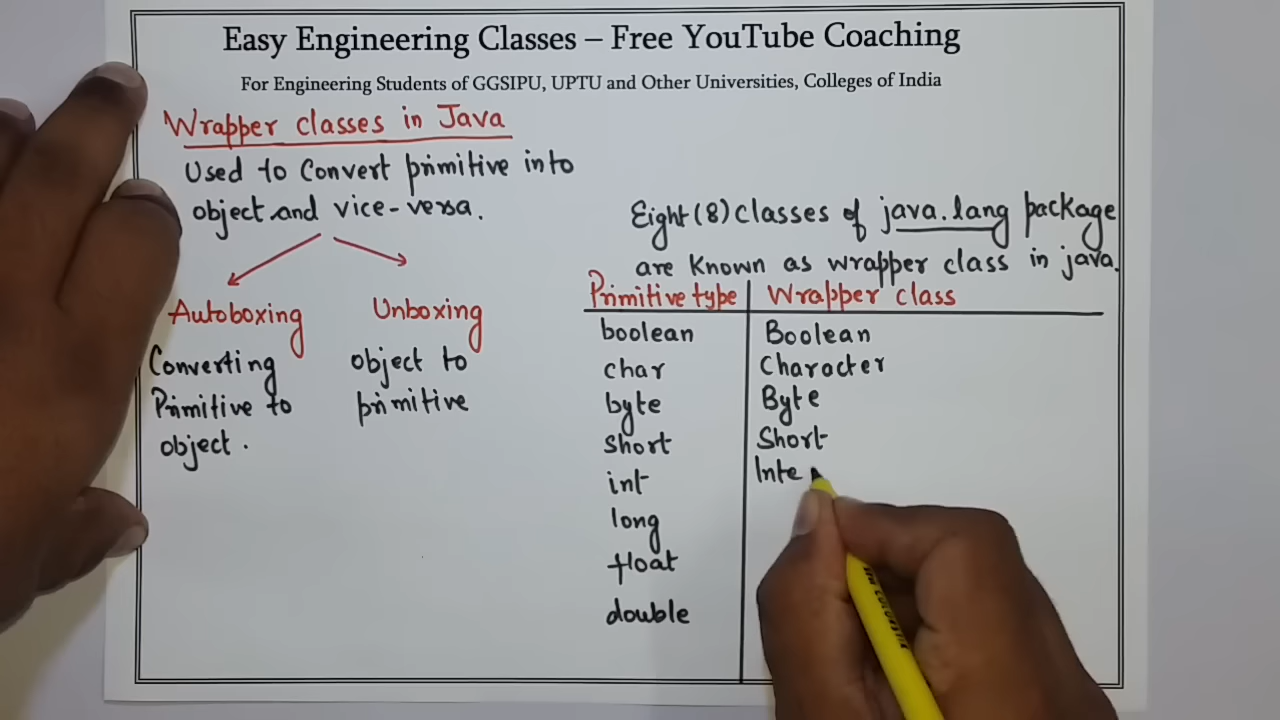 Easy Engineering Classes – Free YouTube Coaching
For Engineering Students of GGSIPU, UPTU and Other Universities, Colleges of India
Wrapper classes in Java
Used to Convert primitive into
object and vice-versa.
Autoboxing
Converting
Primitive to
object.
Unboxing
object to
primitive
Eight(8) classes of java.lang package
are known as wrapper class in java.
Primitive type | Wrapper class
boolean Boolean
char Character
byte Byte
short Short
int Inte
long
float
double